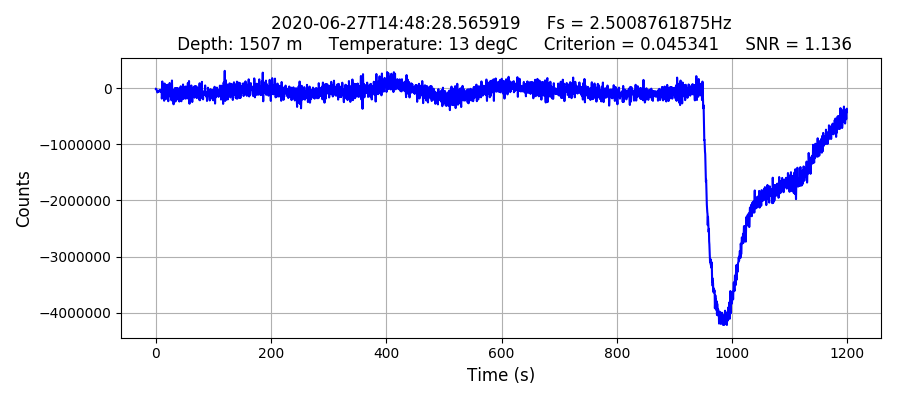 2020-06-27T14:48:28.565919     Fs = 2.5008761875Hz
Depth: 1507 m     Temperature: 13 degC     Criterion = 0.045341     SNR = 1.136
Counts
0
−1000000
−2000000
−3000000
−4000000
0 200 400 600 800 1000 1200
Time (s)